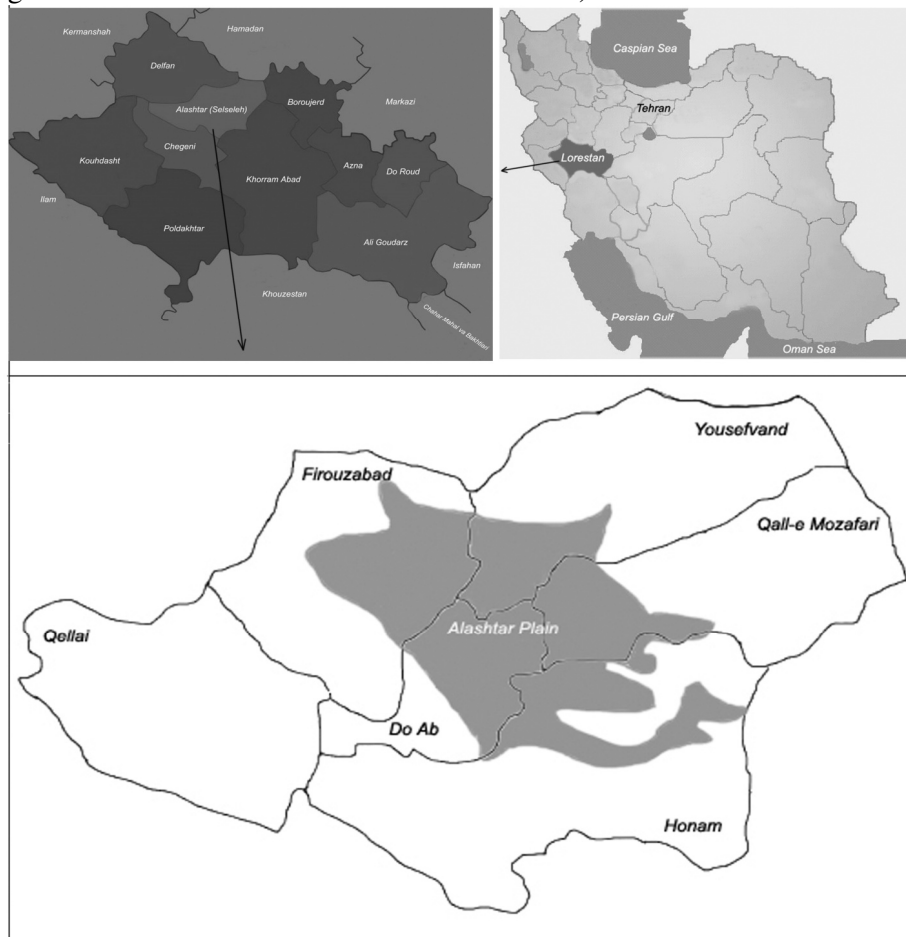 Kermanshah
Hamadan
Delfan
Alashtar (Selseleh)
Boroujerd
Markazi
Chegeni
Kouhdasht
Khorram Abad
Azna
Do Roud
Ilam
Poldakhtar
Ali Goudarz
Isfahan
Khouzestan
Chahar Mahal va Bakhtiari
Caspian Sea
Tehran
Lorestan
Persian Gulf
Oman Sea
Yousefvand
Firouzabad
Qall-e Mozafari
Qellai
Alashtar Plain
Do Ab
Honam